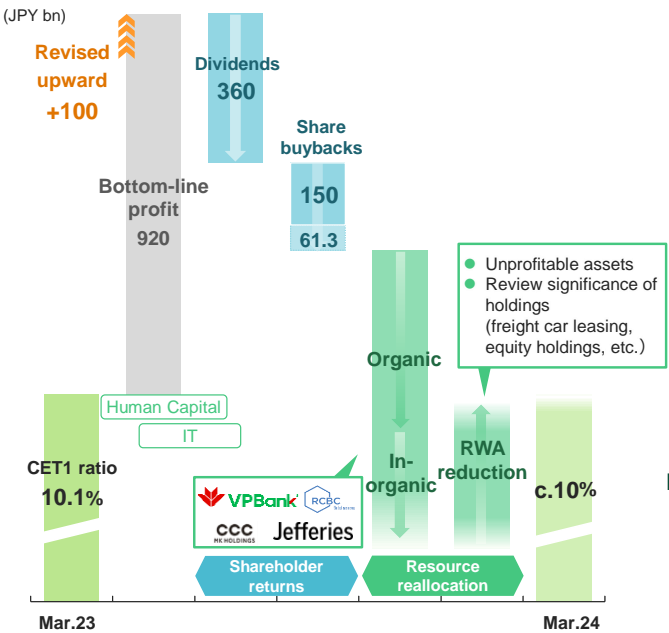 (JPY bn)
Revised
upward
+100
Bottom-line
profit
920
Dividends
360
Share
buybacks
150
61.3
Unprofitable assets
Review significance of
holdings
(freight car leasing,
equity holdings, etc.)
Organic
In-
organic
RWA
reduction
Human Capital
IT
CET1 ratio
10.1%
VPBank
RCBC
CCC
MK HOLDINGS
Jefferies
c.10%
Shareholder
returns
Resource
reallocation
Mar.23
Mar.24